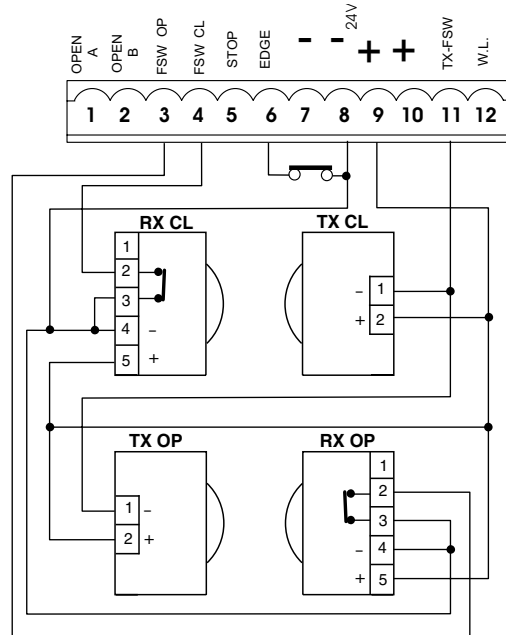 OPEN A
OPEN B
FSW OP
FSW CL
STOP
EDGE
- - 24V + +
TX-FSW
W.L.
1 2 3 4 5 6 7 8 9 10 11 12
RX CL
TX CL
1
2
3
4 -
5 +
- 1
+ 2
TX OP
RX OP
1 -
2 +
1
2
3
- 4
+ 5